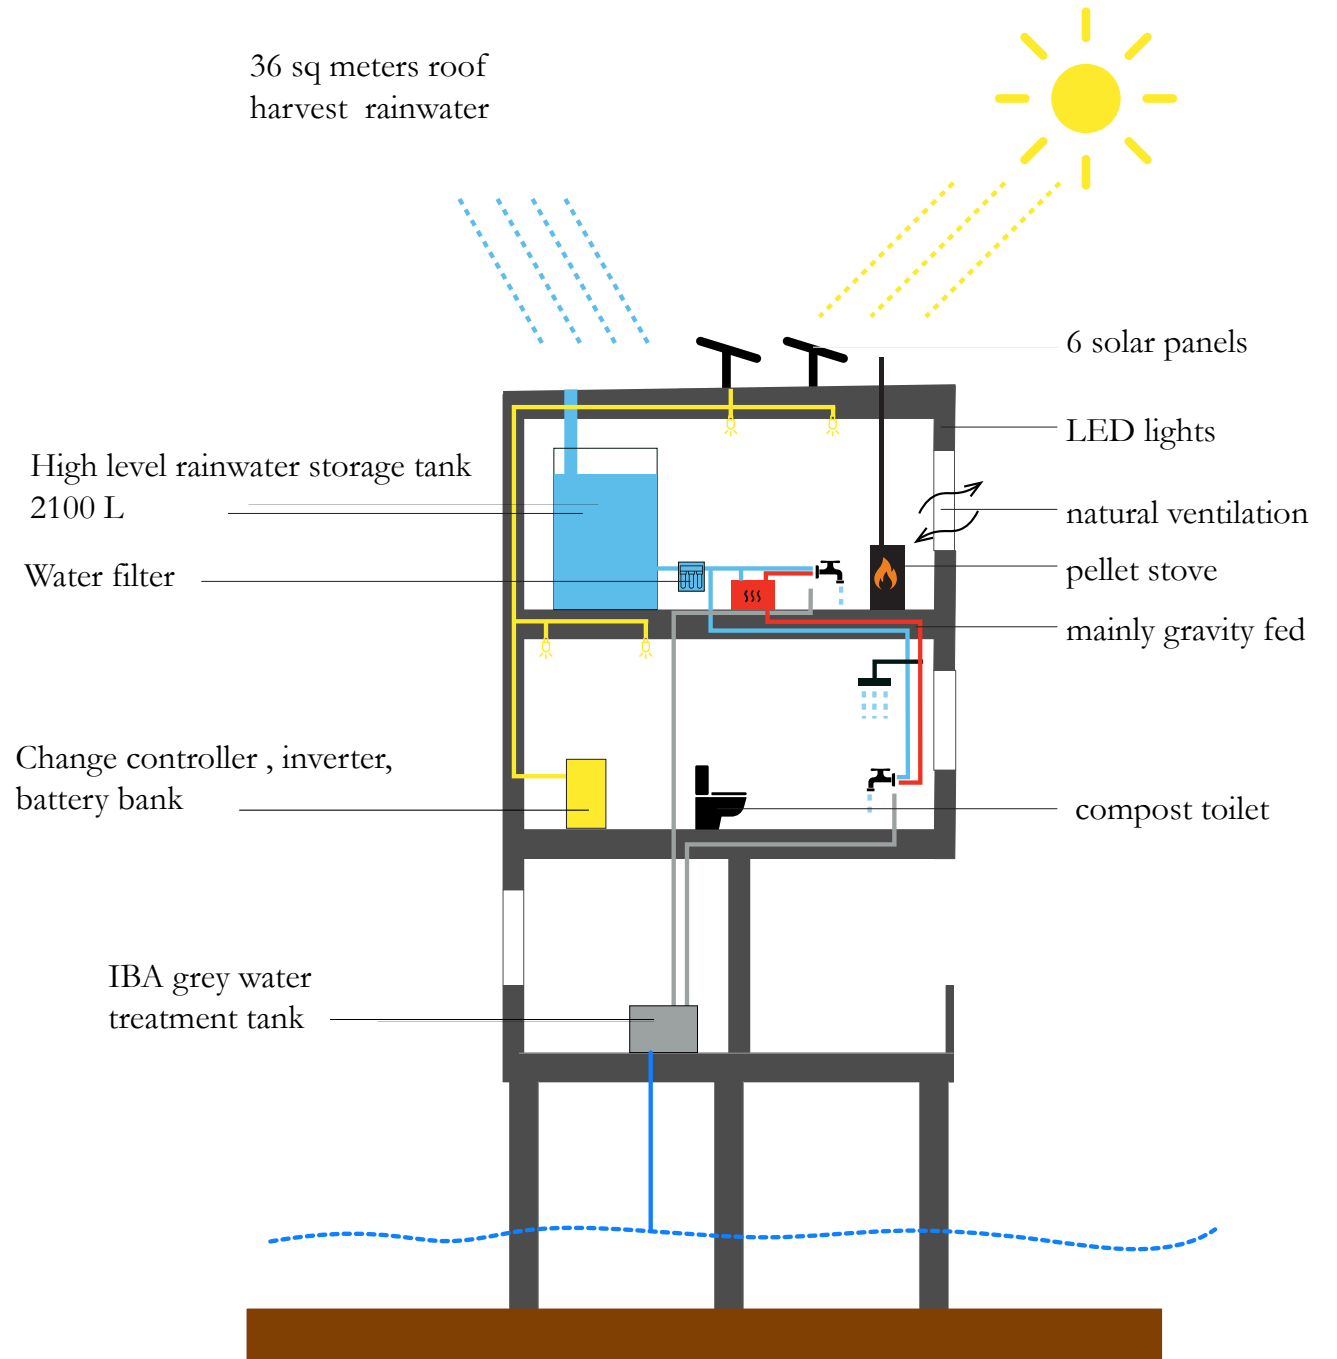 36 sq meters roof
harvest rainwater
6 solar panels
LED lights
High level rainwater storage tank
2100 L
natural ventilation
Water filter
pellet stove
mainly gravity fed
Change controller , inverter,
battery bank
compost toilet
IBA grey water
treatment tank